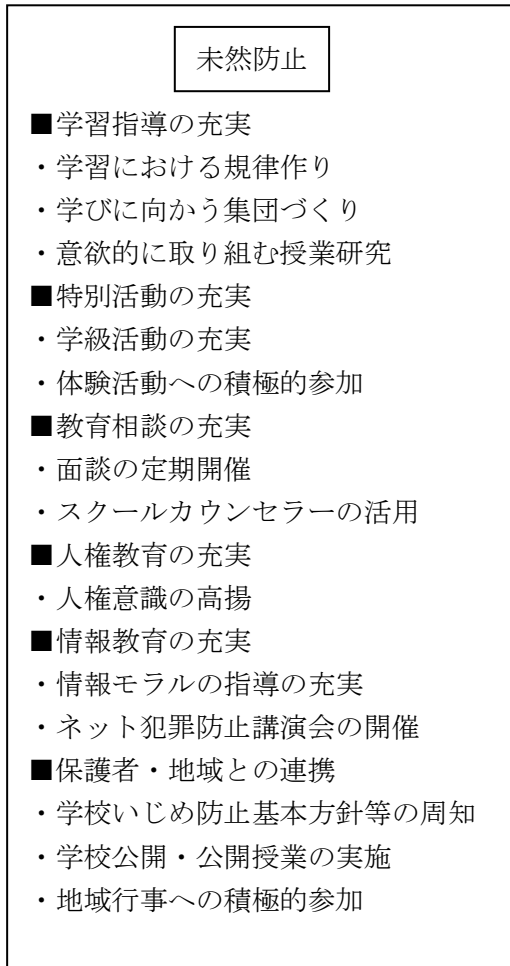 未然防止
■学習指導の充実
・学習における規律作り
・学びに向かう集団づくり
・意欲的に取り組む授業研究
■特別活動の充実
・学級活動の充実
・体験活動への積極的参加
■教育相談の充実
・面談の定期開催
・スクールカウンセラーの活用
■人権教育の充実
・人権意識の高揚
■情報教育の充実
・情報モラルの指導の充実
・ネット犯罪防止講演会の開催
■保護者・地域との連携
・学校いじめ防止基本方針等の周知
・学校公開・公開授業の実施
・地域行事への積極的参加